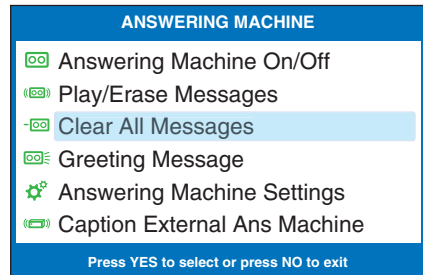 ANSWERING MACHINE
Answering Machine On/Off
Play/Erase Messages
Clear All Messages
Greeting Message
Answering Machine Settings
Caption External Ans Machine
Press YES to select or press NO to exit